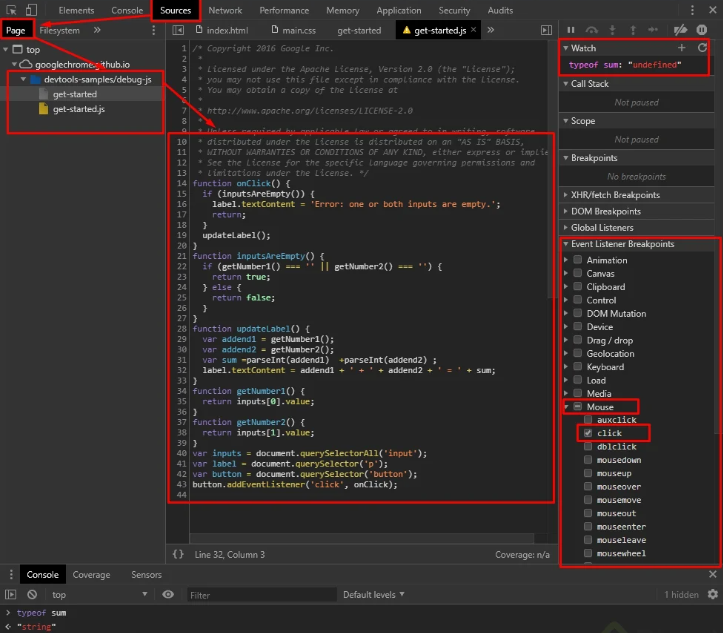 Elements Console Sources Network Performance Memory Application Security Audits
Page Filesystem »
index.html main.css get-started get-started.js »
top
googlechrome.github.io
devtools-samples/debug-js
get-started
get-started.js
1 /* Copyright 2016 Google Inc.
2 *
3 * Licensed under the Apache License, Version 2.0 (the "License");
4 * you may not use this file except in compliance with the License.
5 * You may obtain a copy of the License at
6 *
7 * http://www.apache.org/licenses/LICENSE-2.0
8 *
9 * Unless required by applicable law or agreed to in writing, software
10 * distributed under the License is distributed on an "AS IS" BASIS,
11 * WITHOUT WARRANTIES OR CONDITIONS OF ANY KIND, either express or implie
12 * See the License for the specific language governing permissions and
13 * limitations under the License. */
14 function onClick() {
15 if (inputsAreEmpty()) {
16 label.textContent = 'Error: one or both inputs are empty.';
17 return;
18 }
19 updateLabel();
20 }
21 function inputsAreEmpty() {
22 if (getNumber1() === '' || getNumber2() === '') {
23 return true;
24 } else {
25 return false;
26 }
27 }
28 function updateLabel() {
29 var addend1 = getNumber1();
30 var addend2 = getNumber2();
31 var sum =parseInt(addend1) +parseInt(addend2) ;
32 label.textContent = addend1 + ' + ' + addend2 + ' = ' + sum;
33 }
34 function getNumber1() {
35 return inputs[0].value;
36 }
37 function getNumber2() {
38 return inputs[1].value;
39 }
40 var inputs = document.querySelectorAll('input');
41 var label = document.querySelector('p');
42 var button = document.querySelector('button');
43 button.addEventListener('click', onClick);
44
{} Line 32, Column 3 Coverage: n/a
Watch
typeof sum: "undefined"
Call Stack
Not paused
Scope
Not paused
Breakpoints
No breakpoints
XHR/fetch Breakpoints
DOM Breakpoints
Global Listeners
Event Listener Breakpoints
Animation
Canvas
Clipboard
Control
DOM Mutation
Device
Drag / drop
Geolocation
Keyboard
Load
Media
Mouse
auxclick
click
dblclick
mousedown
mouseup
mouseover
mousemove
mouseout
mouseenter
mouseleave
mousewheel
Console Coverage Sensors
top Filter Default levels 1 hidden
> typeof sum
"string"